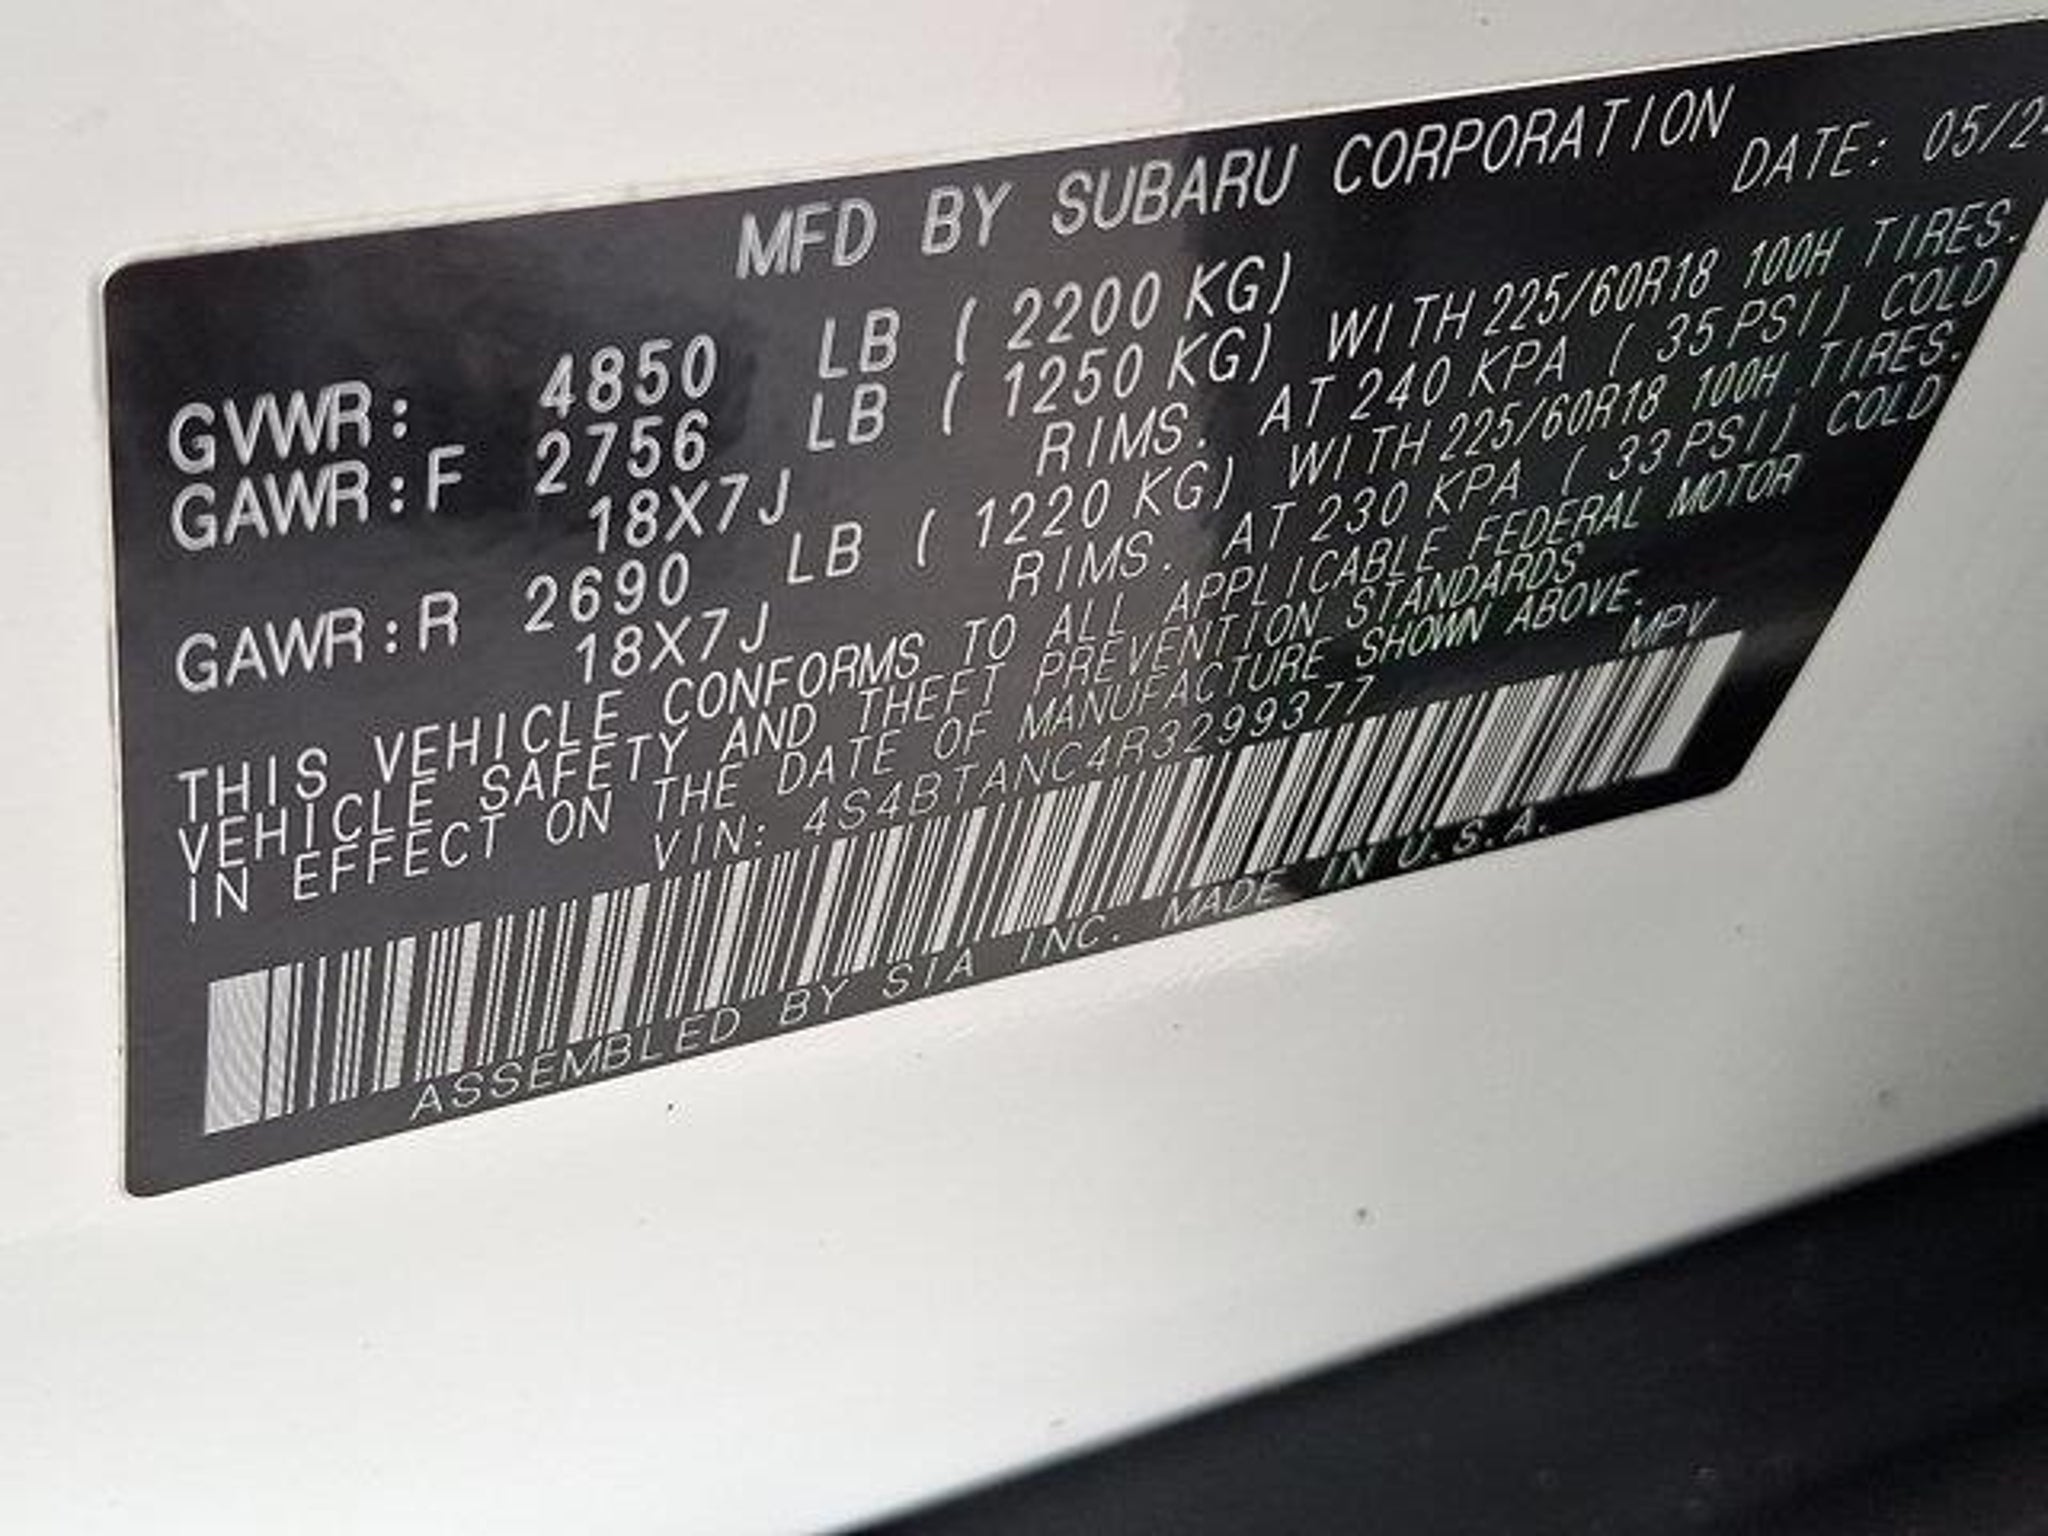 MFD BY SUBARU CORPORATION
DATE: 05/24
GVWR: 4850 LB ( 2200 KG)
GAWR:F 2756 LB ( 1250 KG) WITH 225/60R18 100H TIRES.
18X7J RIMS. AT 240 KPA ( 35 PSI) COLD
GAWR:R 2690 LB ( 1220 KG) WITH 225/60R18 100H TIRES.
18X7J RIMS. AT 230 KPA ( 33 PSI) COLD
THIS VEHICLE CONFORMS TO ALL APPLICABLE FEDERAL MOTOR
VEHICLE SAFETY AND THEFT PREVENTION STANDARDS
IN EFFECT ON THE DATE OF MANUFACTURE SHOWN ABOVE.
VIN: 4S4BTANC4R3299377 MPV
ASSEMBLED BY SIA INC. MADE IN U.S.A.